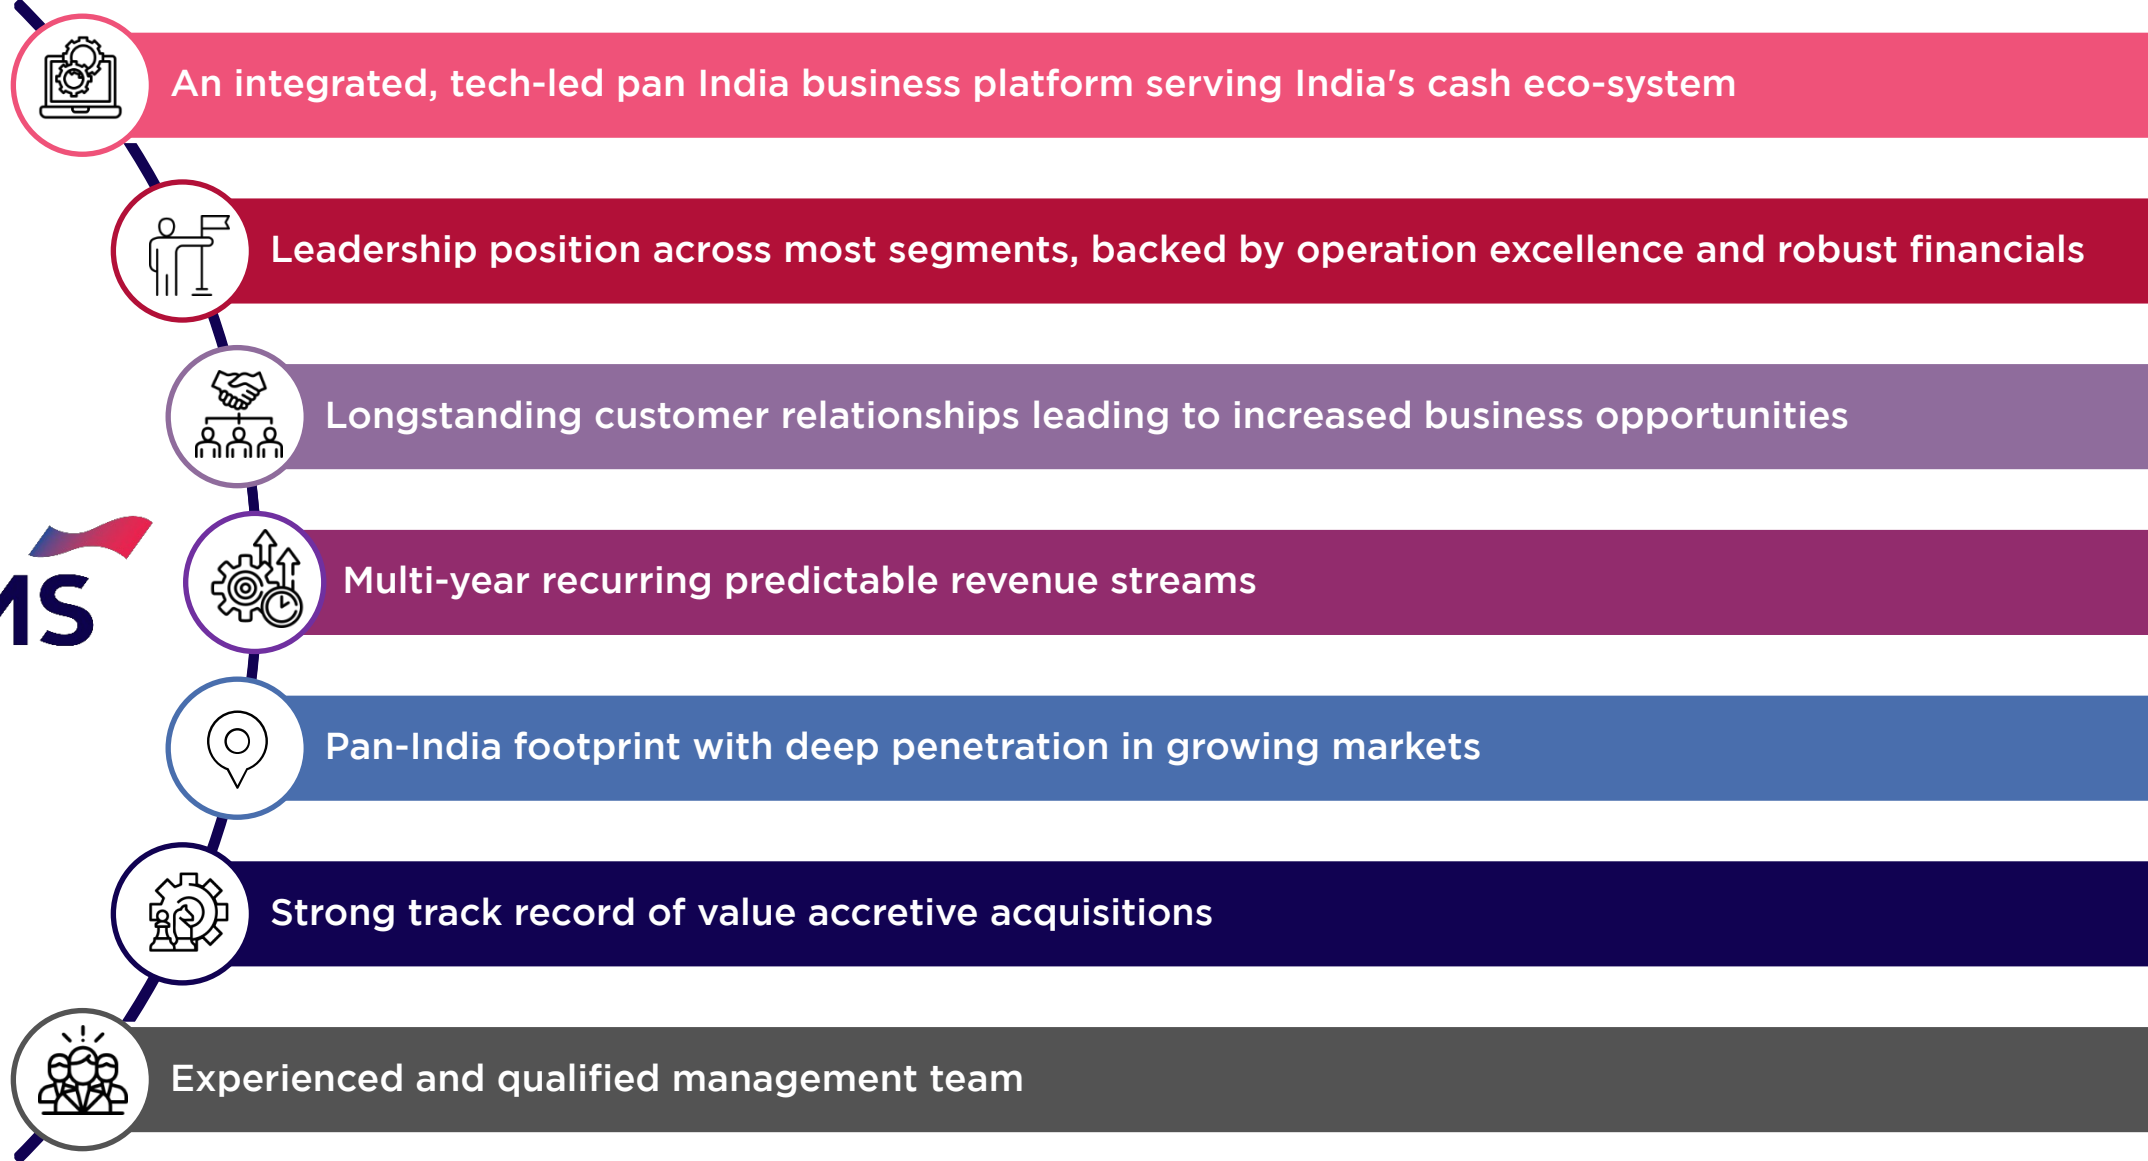 An integrated, tech-led pan India business platform serving India's cash eco-system
Leadership position across most segments, backed by operation excellence and robust financials
Longstanding customer relationships leading to increased business opportunities
MS
Multi-year recurring predictable revenue streams
Pan-India footprint with deep penetration in growing markets
Strong track record of value accretive acquisitions
Experienced and qualified management team